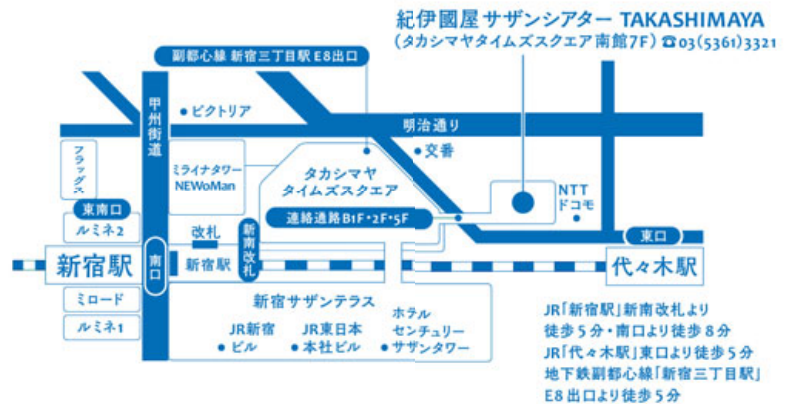 紀伊國屋サザンシアター TAKASHIMAYA
(タカシマヤタイムズスクエア南館7F) ☎03(5361)3321
副都心線 新宿三丁目駅 E8出口
甲州街道
ビクトリア
明治通り
フラッグス
ミライナタワー
NEWoMan
タカシマヤ
タイムズスクエア
交番
NTT
ドコモ
東南口
ルミネ2
連絡通路B1F・2F・5F
改札
新南改札
東口
新宿駅
南口
新宿駅
代々木駅
ミロード
ルミネ1
新宿サザンテラス
JR新宿
ビル
JR東日本
本社ビル
ホテル
センチュリー
サザンタワー
JR「新宿駅」新南改札より
徒歩5分・南口より徒歩8分
JR「代々木駅」東口より徒歩5分
地下鉄副都心線「新宿三丁目駅」
E8出口より徒歩5分